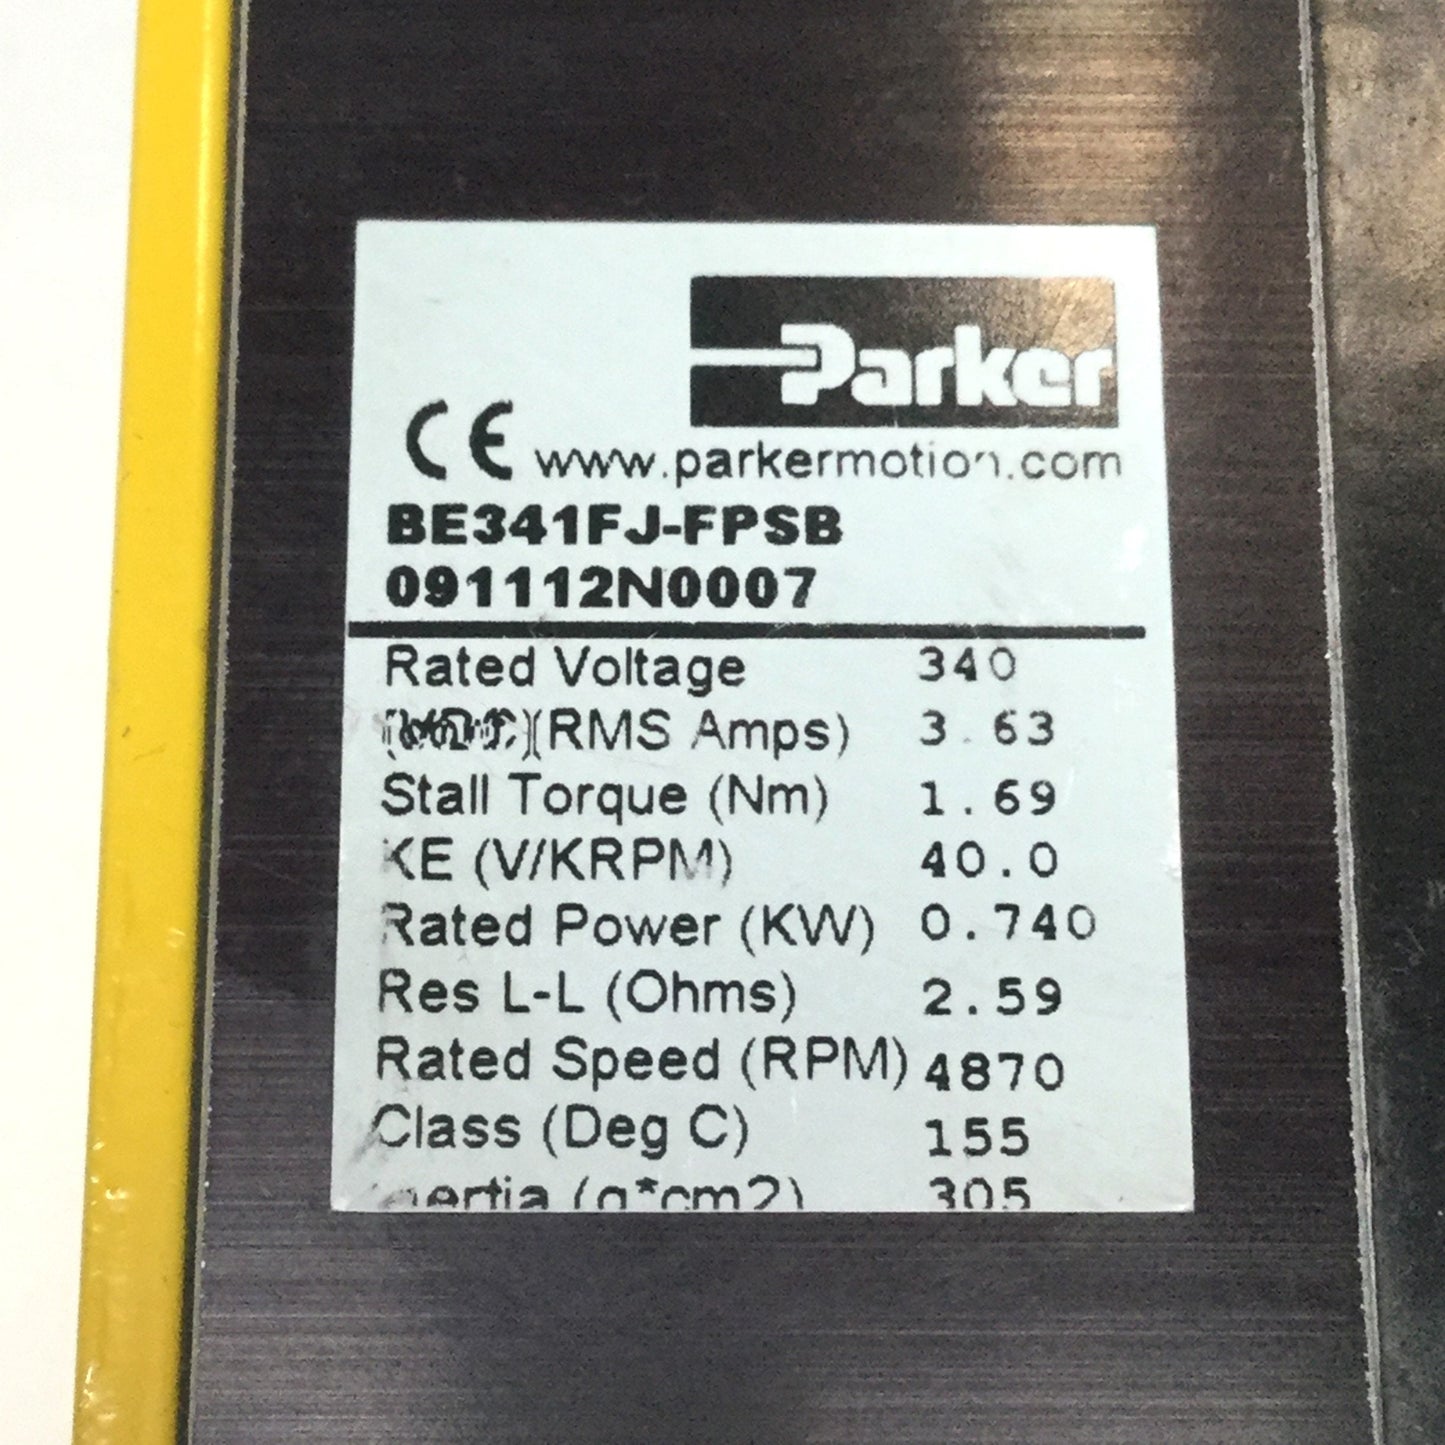 Parker
CE www.parkermotion.com
BE341FJ-FPSB
091112N0007
Rated Voltage 340
(RMS Amps) 3.63
Stall Torque (Nm) 1.69
KE (V/KRPM) 40.0
Rated Power (KW) 0.740
Res L-L (Ohms) 2.59
Rated Speed (RPM) 4870
Class (Deg C) 155
Inertia (g*cm2) 305